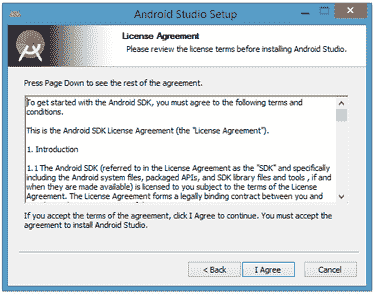 Android Studio Setup
License Agreement
Please review the license terms before installing Android Studio.
Press Page Down to see the rest of the agreement.
To get started with the Android SDK, you must agree to the following terms and
conditions.
This is the Android SDK License Agreement (the "License Agreement").
1. Introduction
1.1 The Android SDK (referred to in the License Agreement as the "SDK" and specifically
including the Android system files, packaged APIs, and SDK library files and tools , if and
when they are made available) is licensed to you subject to the terms of the License
Agreement. The License Agreement forms a legally binding contract between you and
If you accept the terms of the agreement, click I Agree to continue. You must accept the
agreement to install Android Studio.
< Back
I Agree
Cancel